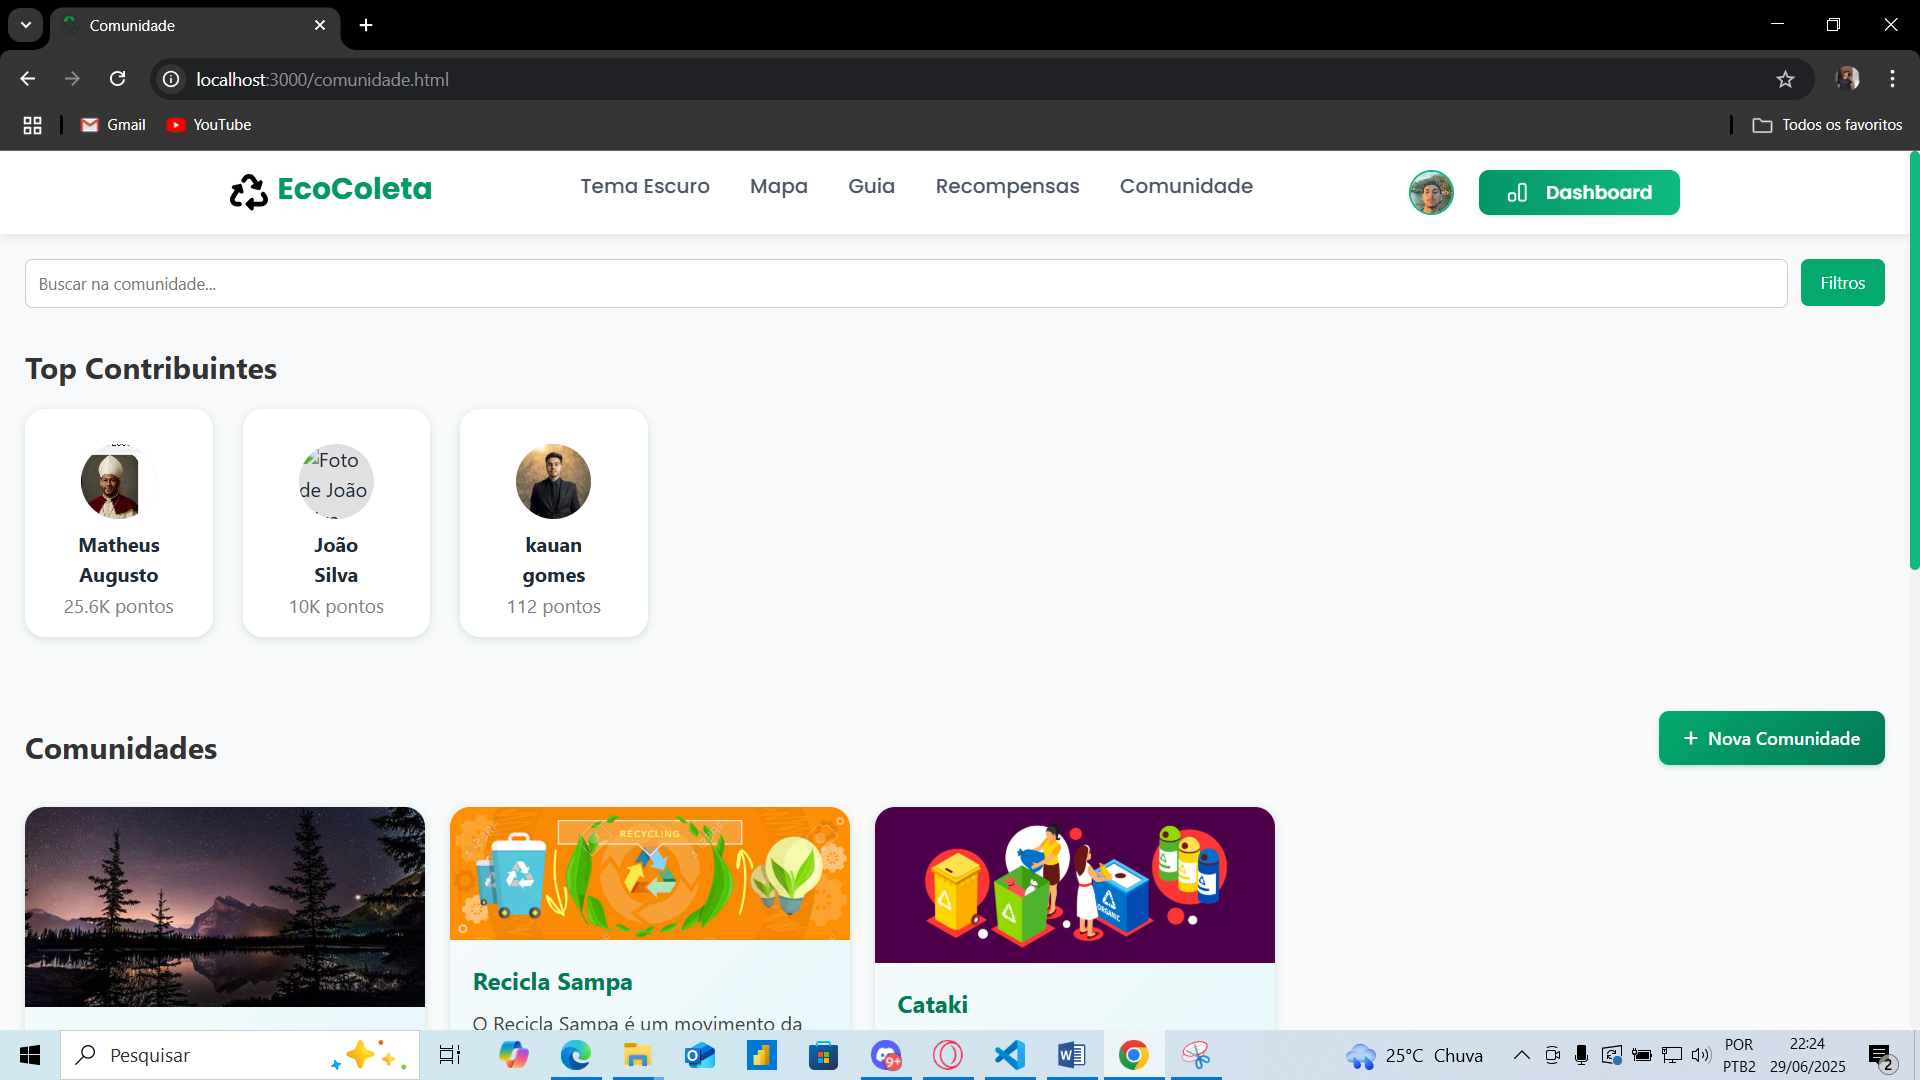 Comunidade
localhost:3000/comunidade.html
Gmail
YouTube
Todos os favoritos
EcoColeta
Tema Escuro
Mapa
Guia
Recompensas
Comunidade
Dashboard
Buscar na comunidade...
Filtros
Top Contribuintes
Foto
de João
Matheus
Augusto
25.6K pontos
João
Silva
10K pontos
kauan
gomes
112 pontos
Comunidades
+ Nova Comunidade
RECYCLING
ORGANIC
Recicla Sampa
O Recicla Sampa é um movimento da
Cataki
Pesquisar
9+
25°C Chuva
POR
PTB2
22:24
29/06/2025
2